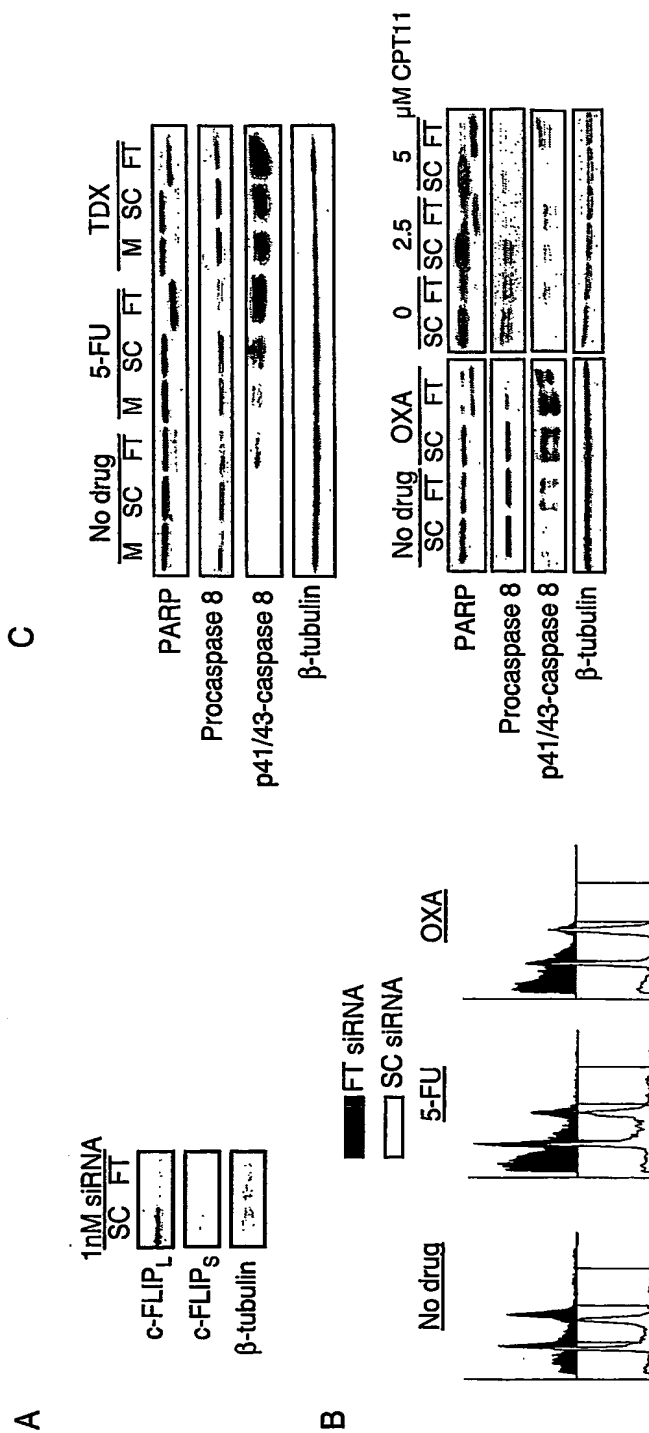 A
1nM siRNA
SC FT
c-FLIPL
c-FLIPS
β-tubulin
B
FT siRNA
SC siRNA
No drug
5-FU
OXA
C
No drug 5-FU TDX
M SC FT M SC FT M SC FT
PARP
Procaspase 8
p41/43-caspase 8
β-tubulin
No drug OXA 0 2.5 5 μM CPT11
SC FT SC FT SC FT SC FT SC FT
PARP
Procaspase 8
p41/43-caspase 8
β-tubulin